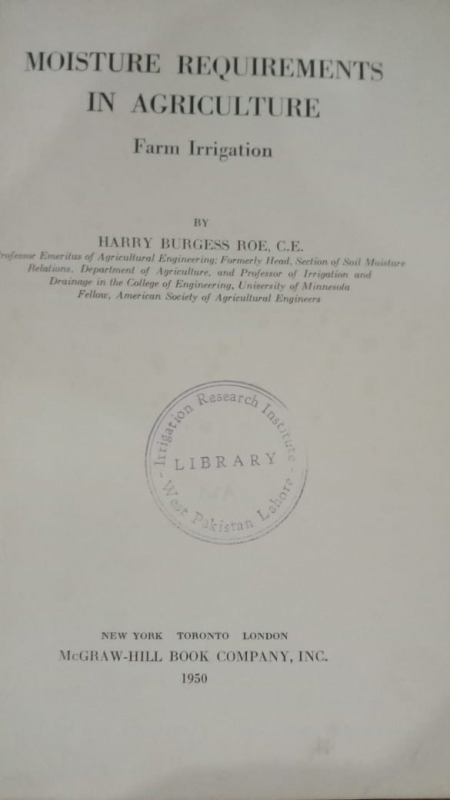 MOISTURE REQUIREMENTS
IN AGRICULTURE
Farm Irrigation
BY
HARRY BURGESS ROE, C.E.
Professor Emeritus of Agricultural Engineering; Formerly Head, Section of Soil Moisture
Relations, Department of Agriculture, and Professor of Irrigation and
Drainage in the College of Engineering, University of Minnesota
Fellow, American Society of Agricultural Engineers
Irrigation Research Institute
LIBRARY
West Pakistan Lahore
NEW YORK TORONTO LONDON
McGRAW-HILL BOOK COMPANY, INC.
1950